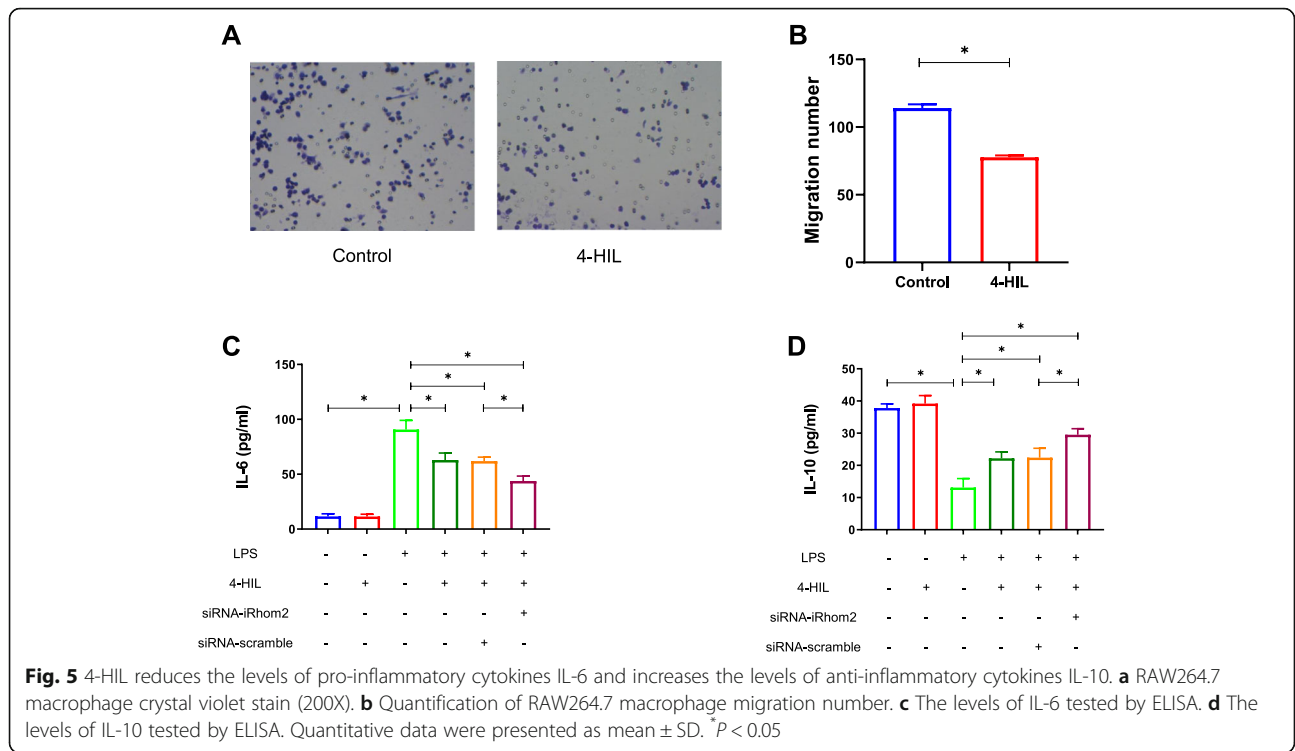 A
B
Control
4-HIL
*
150
100
50
0
Migration number
Control
4-HIL
C
D
*
*
*
*
*
150
100
50
0
IL-6 (pg/ml)
LPS - - + + + +
4-HIL - + - + + +
siRNA-iRhom2 - - - - - +
siRNA-scramble - - - - + -
*
*
*
*
*
50
40
30
20
10
0
IL-10 (pg/ml)
LPS - - + + + +
4-HIL - + - + + +
siRNA-iRhom2 - - - - - +
siRNA-scramble - - - - + -
Fig. 5 4-HIL reduces the levels of pro-inflammatory cytokines IL-6 and increases the levels of anti-inflammatory cytokines IL-10. a RAW264.7
macrophage crystal violet stain (200X). b Quantification of RAW264.7 macrophage migration number. c The levels of IL-6 tested by ELISA. d The
levels of IL-10 tested by ELISA. Quantitative data were presented as mean ± SD. *P < 0.05